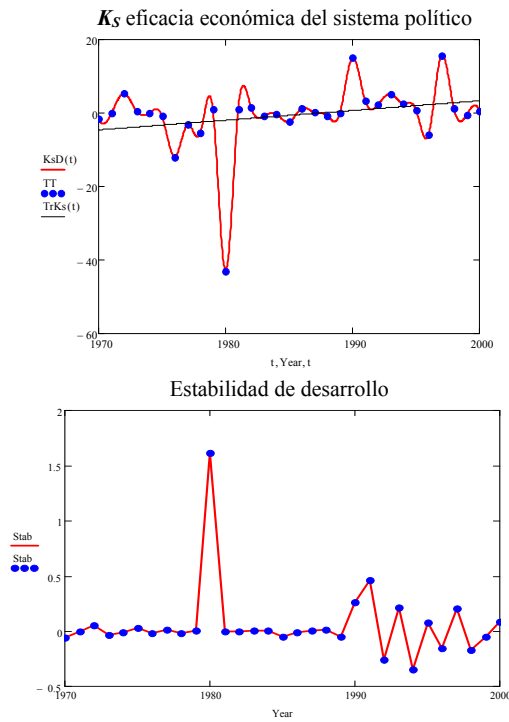 K_S eficacia económica del sistema político
20
0
− 20
− 40
− 60
KsD(t)
TT
TrKs(t)
1970 1980 1990 2000
t, Year, t
Estabilidad de desarrollo
2
1.5
1
0.5
0
− 0.5
Stab
Stab
1970 1980 1990 2000
Year